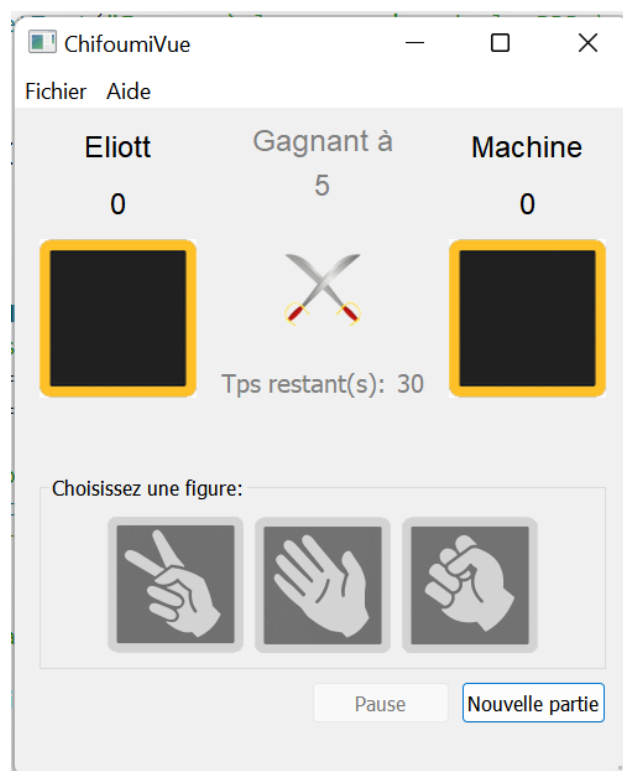 ChifoumiVue
Fichier Aide
Eliott
Gagnant à
Machine
0
5
0
Tps restant(s): 30
Choisissez une figure:
Pause
Nouvelle partie